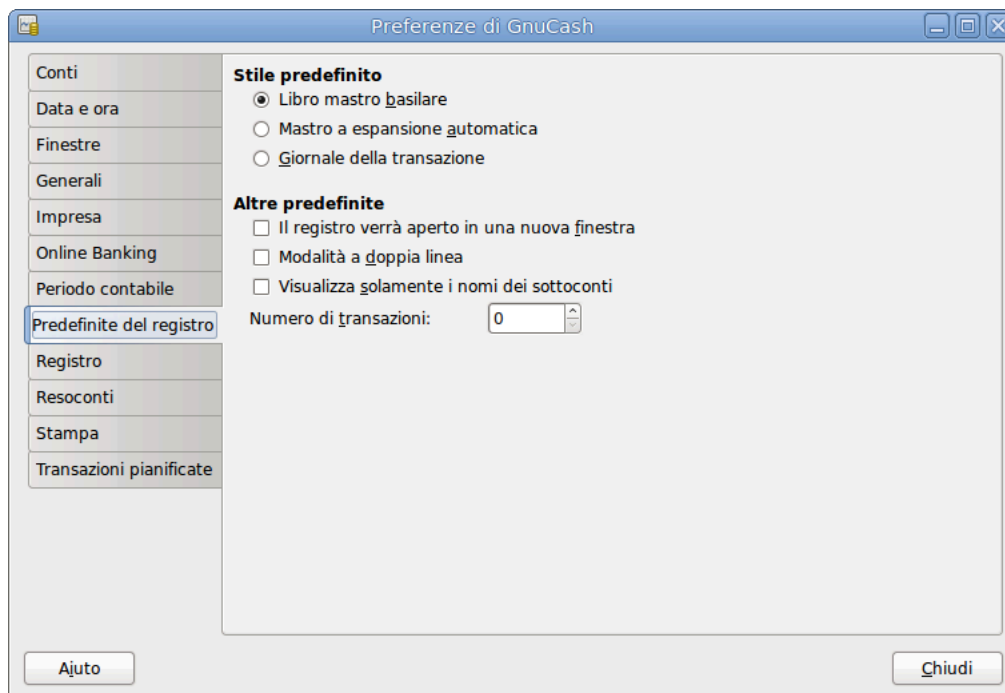 Preferenze di GnuCash
Conti
Data e ora
Finestre
Generali
Impresa
Online Banking
Periodo contabile
Predefinite del registro
Registro
Resoconti
Stampa
Transazioni pianificate
Stile predefinito
Libro mastro basilare
Mastro a espansione automatica
Giornale della transazione
Altre predefinite
Il registro verrà aperto in una nuova finestra
Modalità a doppia linea
Visualizza solamente i nomi dei sottoconti
Numero di transazioni: 0
Aiuto
Chiudi